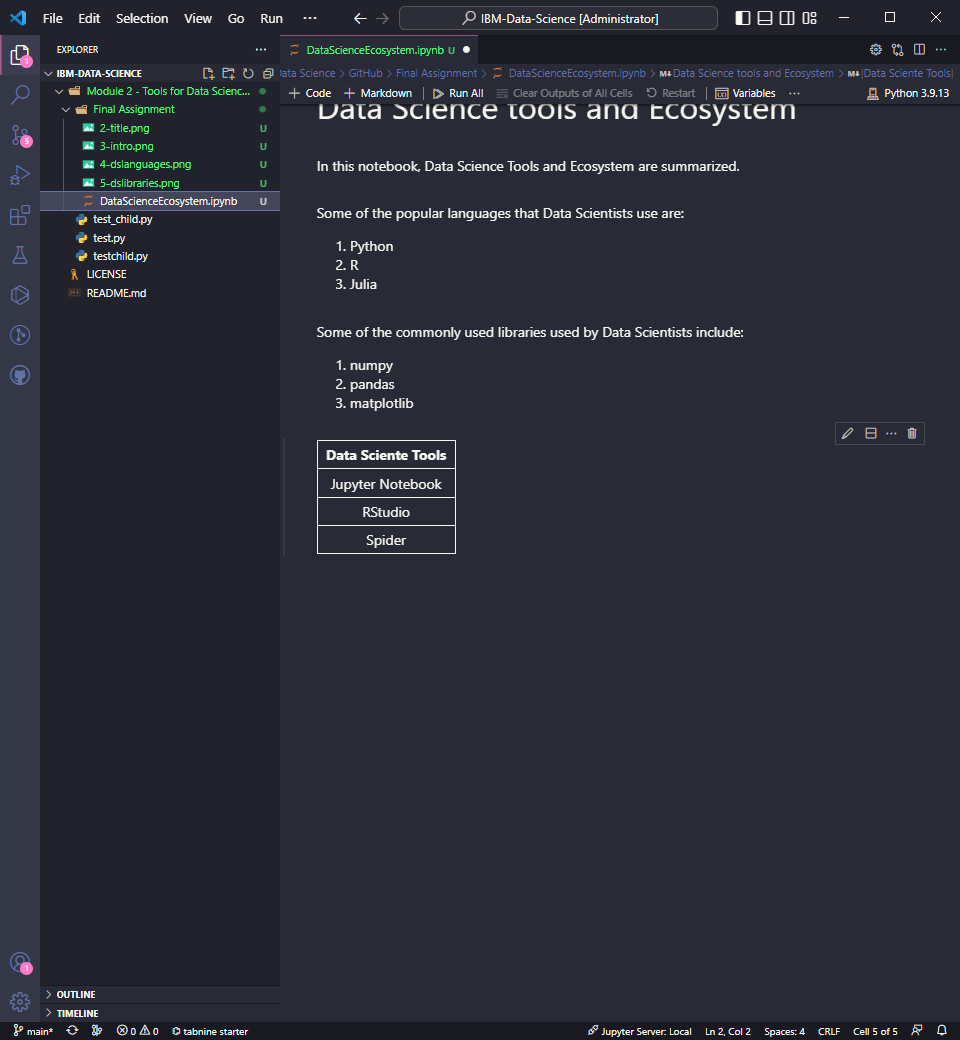 File Edit Selection View Go Run ··· IBM-Data-Science [Administrator]
EXPLORER ···
DataScienceEcosystem.ipynb U
IBM-DATA-SCIENCE
Data Science > GitHub > Final Assignment > DataScienceEcosystem.ipynb > M↓Data Science tools and Ecosystem > M↓|Data Sciente Tools|
Code Markdown Run All Clear Outputs of All Cells Restart Variables ··· Python 3.9.13
Module 2 - Tools for Data Scienc...
Final Assignment
2-title.png U
3-intro.png U
4-dslanguages.png U
5-dslibraries.png U
DataScienceEcosystem.ipynb U
test_child.py
test.py
testchild.py
LICENSE
README.md
Data Science tools and Ecosystem
In this notebook, Data Science Tools and Ecosystem are summarized.
Some of the popular languages that Data Scientists use are:
1. Python
2. R
3. Julia
Some of the commonly used libraries used by Data Scientists include:
1. numpy
2. pandas
3. matplotlib
Data Sciente Tools
Jupyter Notebook
RStudio
Spider
1
5
1
OUTLINE
TIMELINE
main* 0 0 tabnine starter Jupyter Server: Local Ln 2, Col 2 Spaces: 4 CRLF Cell 5 of 5